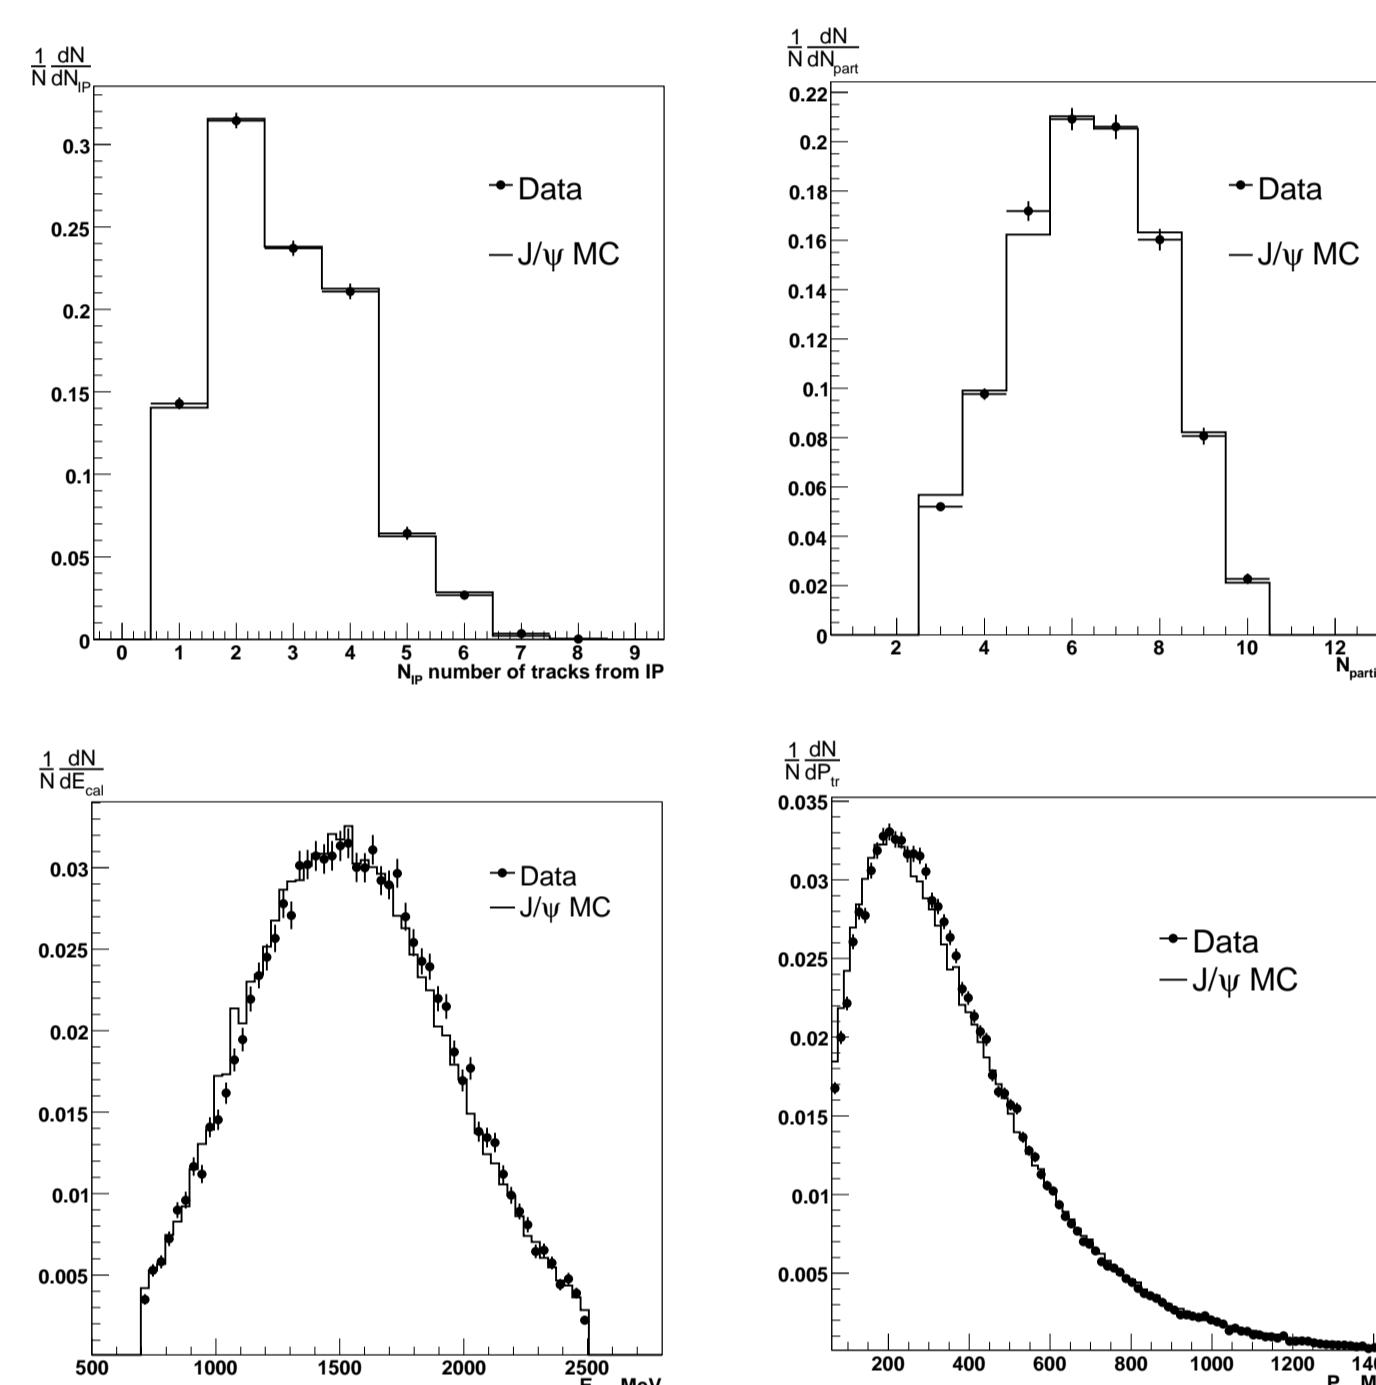 1 dN
N dN_IP
0.3
0.25
0.2
0.15
0.1
0.05
0
0 1 2 3 4 5 6 7 8 9
N_IP number of tracks from IP
Data
J/ψ MC
1 dN
N dN_part
0.22
0.2
0.18
0.16
0.14
0.12
0.1
0.08
0.06
0.04
0.02
0
2 4 6 8 10 12
N_parti
Data
J/ψ MC
1 dN
N dE_cal
0.03
0.025
0.02
0.015
0.01
0.005
500 1000 1500 2000 2500
Data
J/ψ MC
1 dN
N dP_tr
0.035
0.03
0.025
0.02
0.015
0.01
0.005
200 400 600 800 1000 1200
Data
J/ψ MC